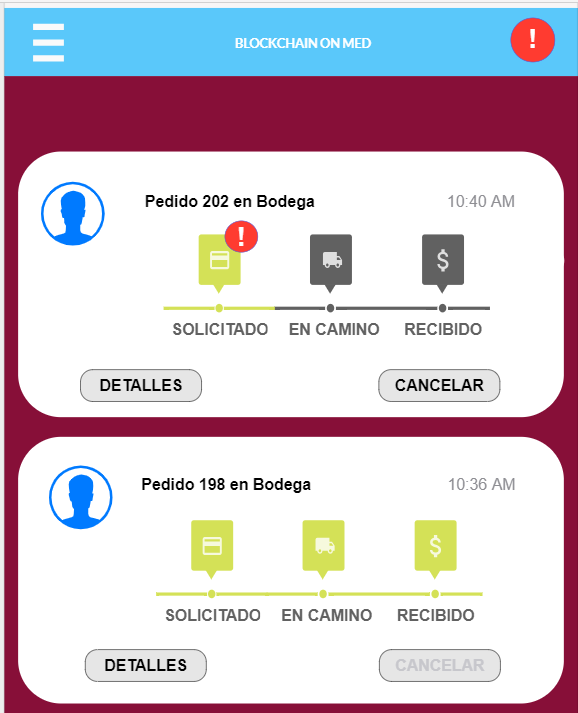 BLOCKCHAIN ON MED
!
Pedido 202 en Bodega
10:40 AM
!
$
SOLICITADO EN CAMINO RECIBIDO
DETALLES CANCELAR
Pedido 198 en Bodega
10:36 AM
$
SOLICITADO EN CAMINO RECIBIDO
DETALLES CANCELAR